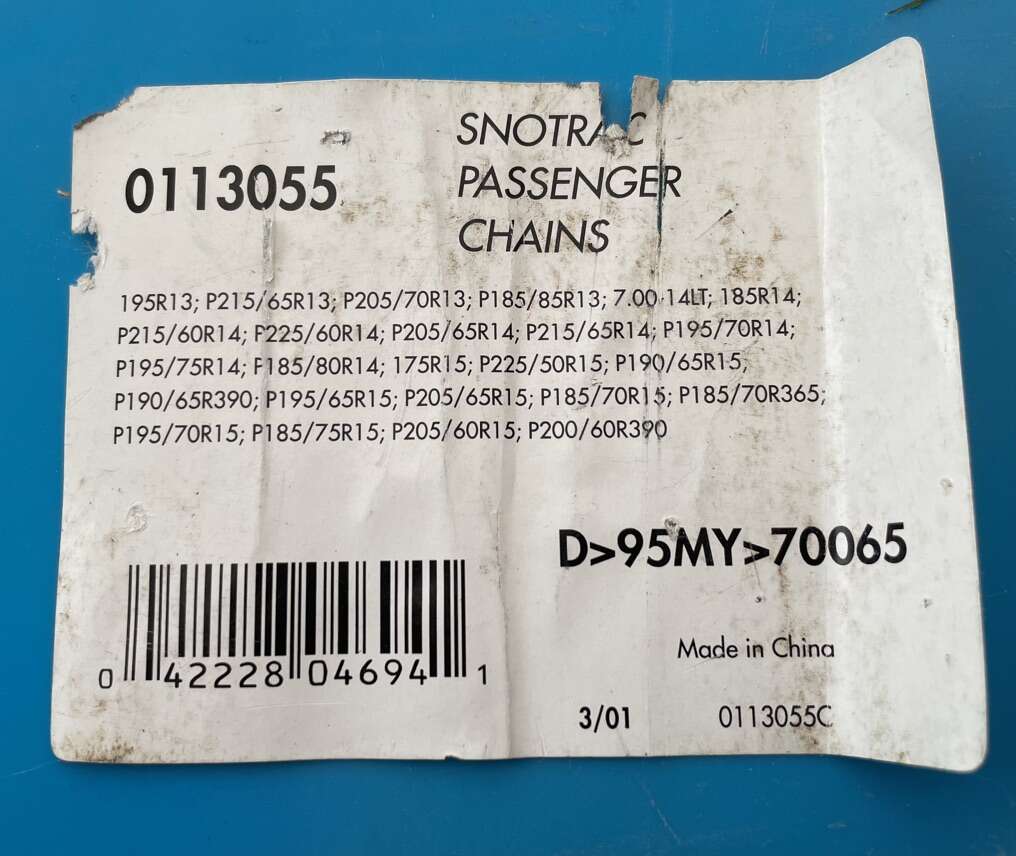 0113055
SNOTRAC
PASSENGER
CHAINS
195R13; P215/65R13; P205/70R13; P185/85R13; 7.00-14LT; 185R14;
P215/60R14; P225/60R14; P205/65R14; P215/65R14; P195/70R14;
P195/75R14; P185/80R14; 175R15; P225/50R15; P190/65R15;
P190/65R390; P195/65R15; P205/65R15; P185/70R15; P185/70R365;
P195/70R15; P185/75R15; P205/60R15; P200/60R390
D>95MY>70065
0 42228 04694 1
Made in China
3/01 0113055C